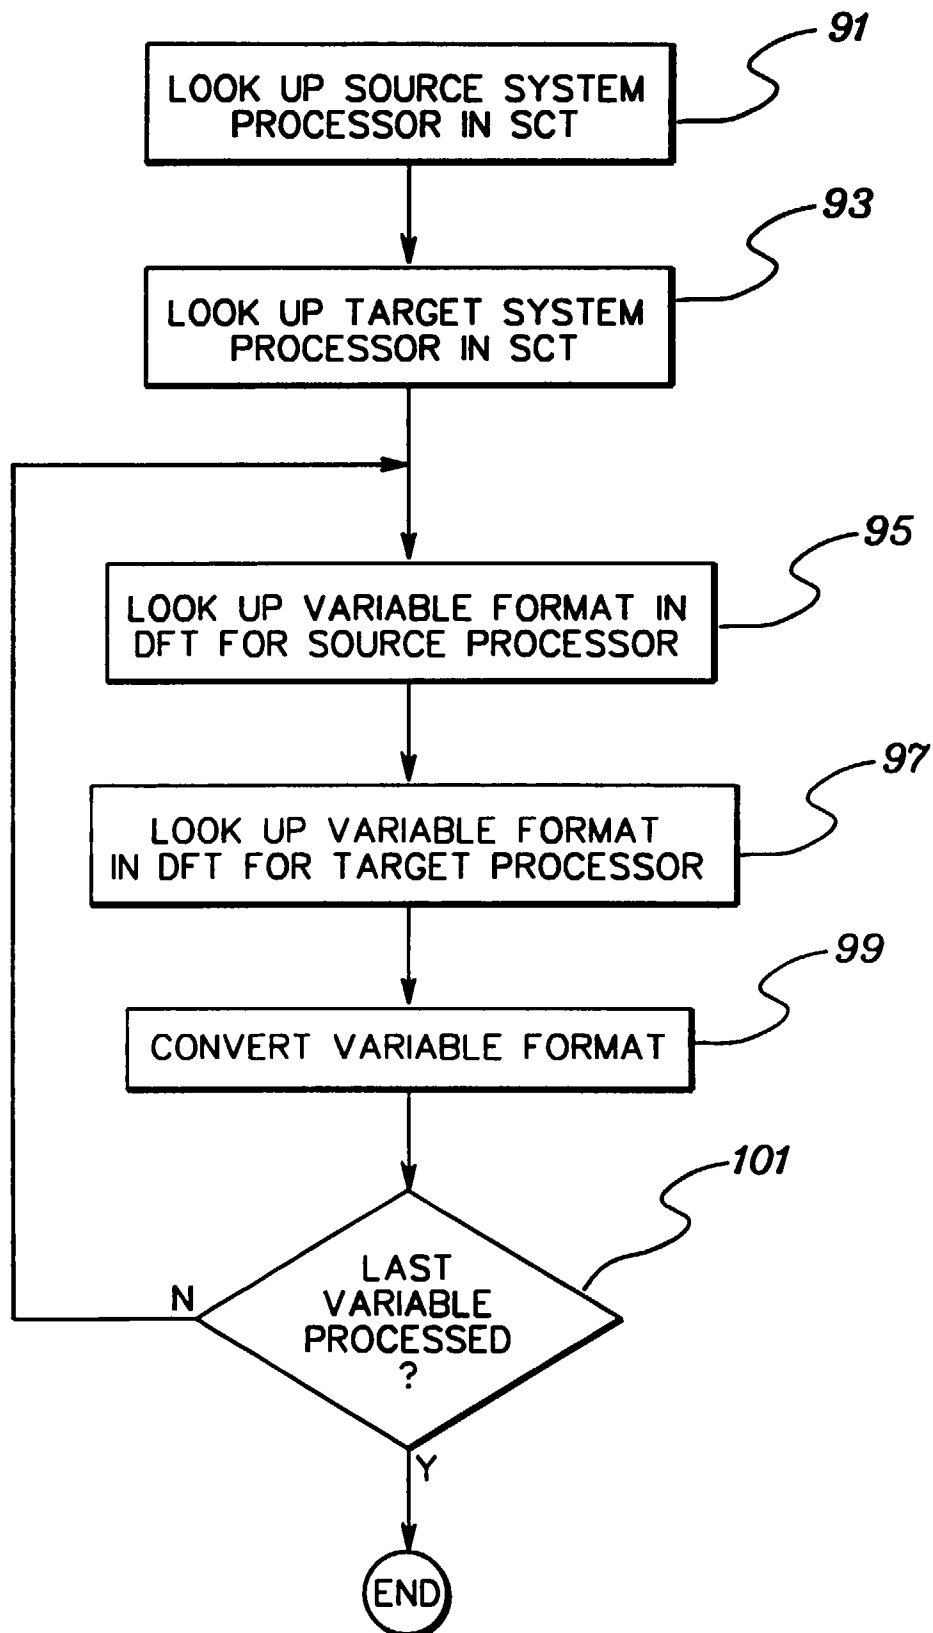 91
LOOK UP SOURCE SYSTEM
PROCESSOR IN SCT
93
LOOK UP TARGET SYSTEM
PROCESSOR IN SCT
95
LOOK UP VARIABLE FORMAT IN
DFT FOR SOURCE PROCESSOR
97
LOOK UP VARIABLE FORMAT
IN DFT FOR TARGET PROCESSOR
99
CONVERT VARIABLE FORMAT
101
LAST
VARIABLE
PROCESSED
?
N
Y
END